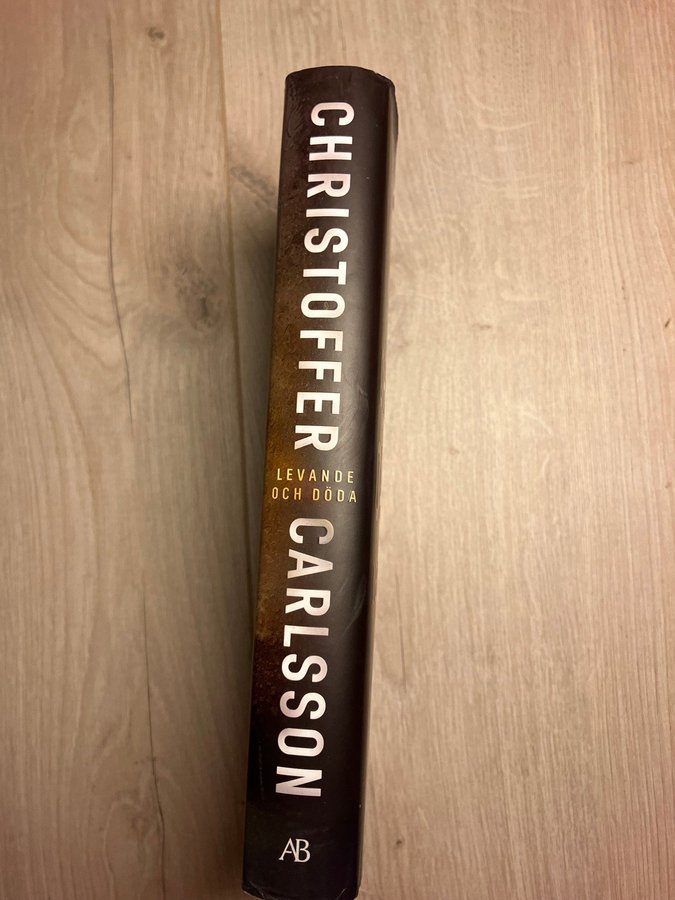 CHRISTOFFER
LEVANDE
OCH DÖDA
CARLSSON
AB